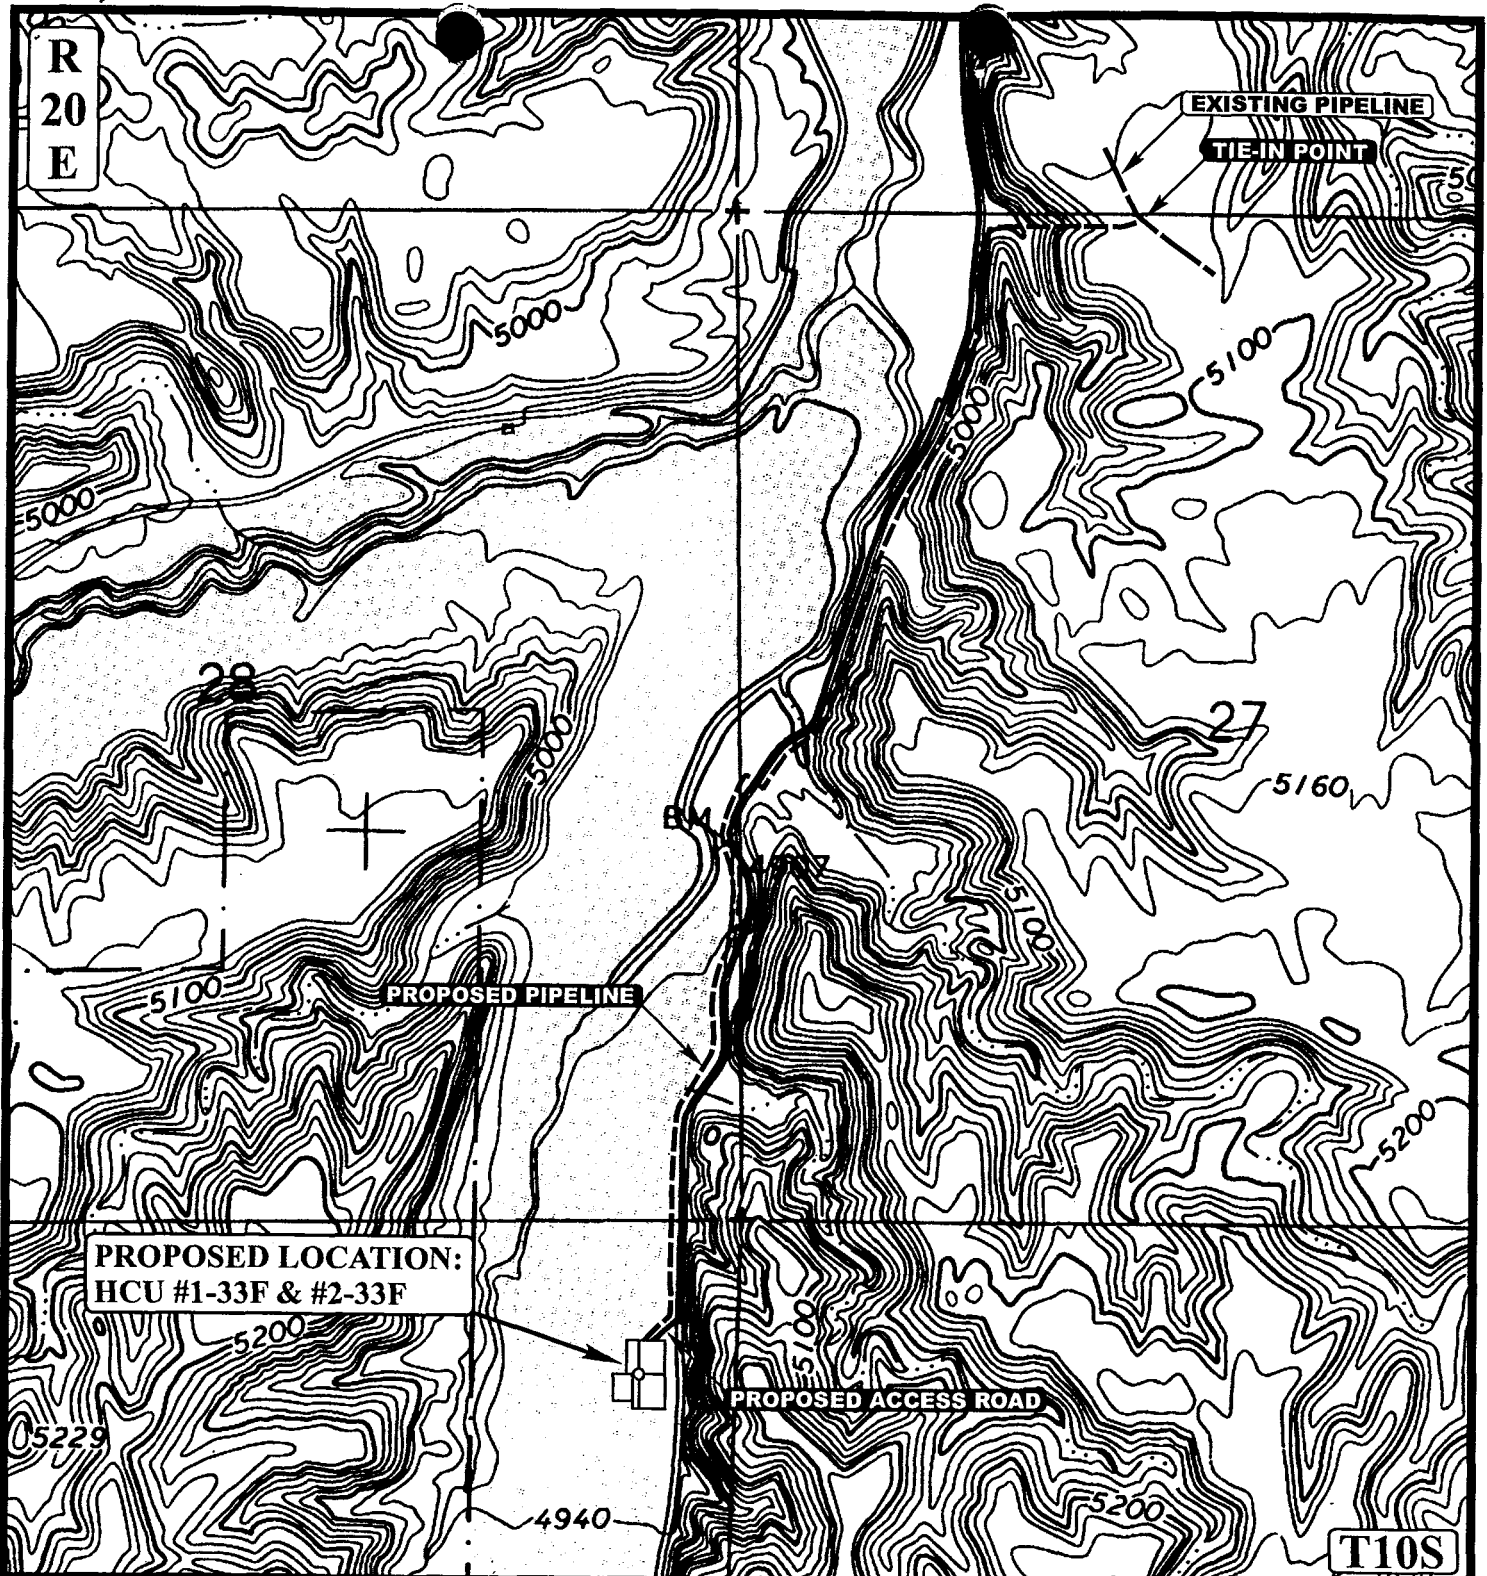 R
20
E
EXISTING PIPELINE
TIE-IN POINT
5000
5100
5000
5000
28
5000
27
5160
BM
5100
5100
PROPOSED PIPELINE
5200
PROPOSED LOCATION:
HCU #1-33F & #2-33F
5200
5100
PROPOSED ACCESS ROAD
5229
5200
4940
T10S